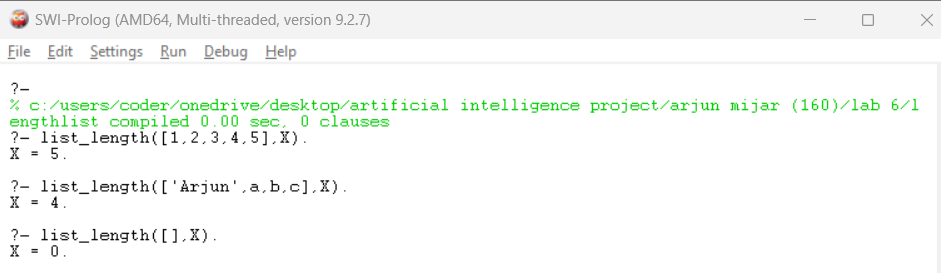 SWI-Prolog (AMD64, Multi-threaded, version 9.2.7)
File Edit Settings Run Debug Help
?-
% c:/users/coder/onedrive/desktop/artificial intelligence project/arjun mijar (160)/lab 6/l
engthlist compiled 0.00 sec, 0 clauses
?- list_length([1,2,3,4,5],X).
X = 5.
?- list_length(['Arjun',a,b,c],X).
X = 4.
?- list_length([],X).
X = 0.